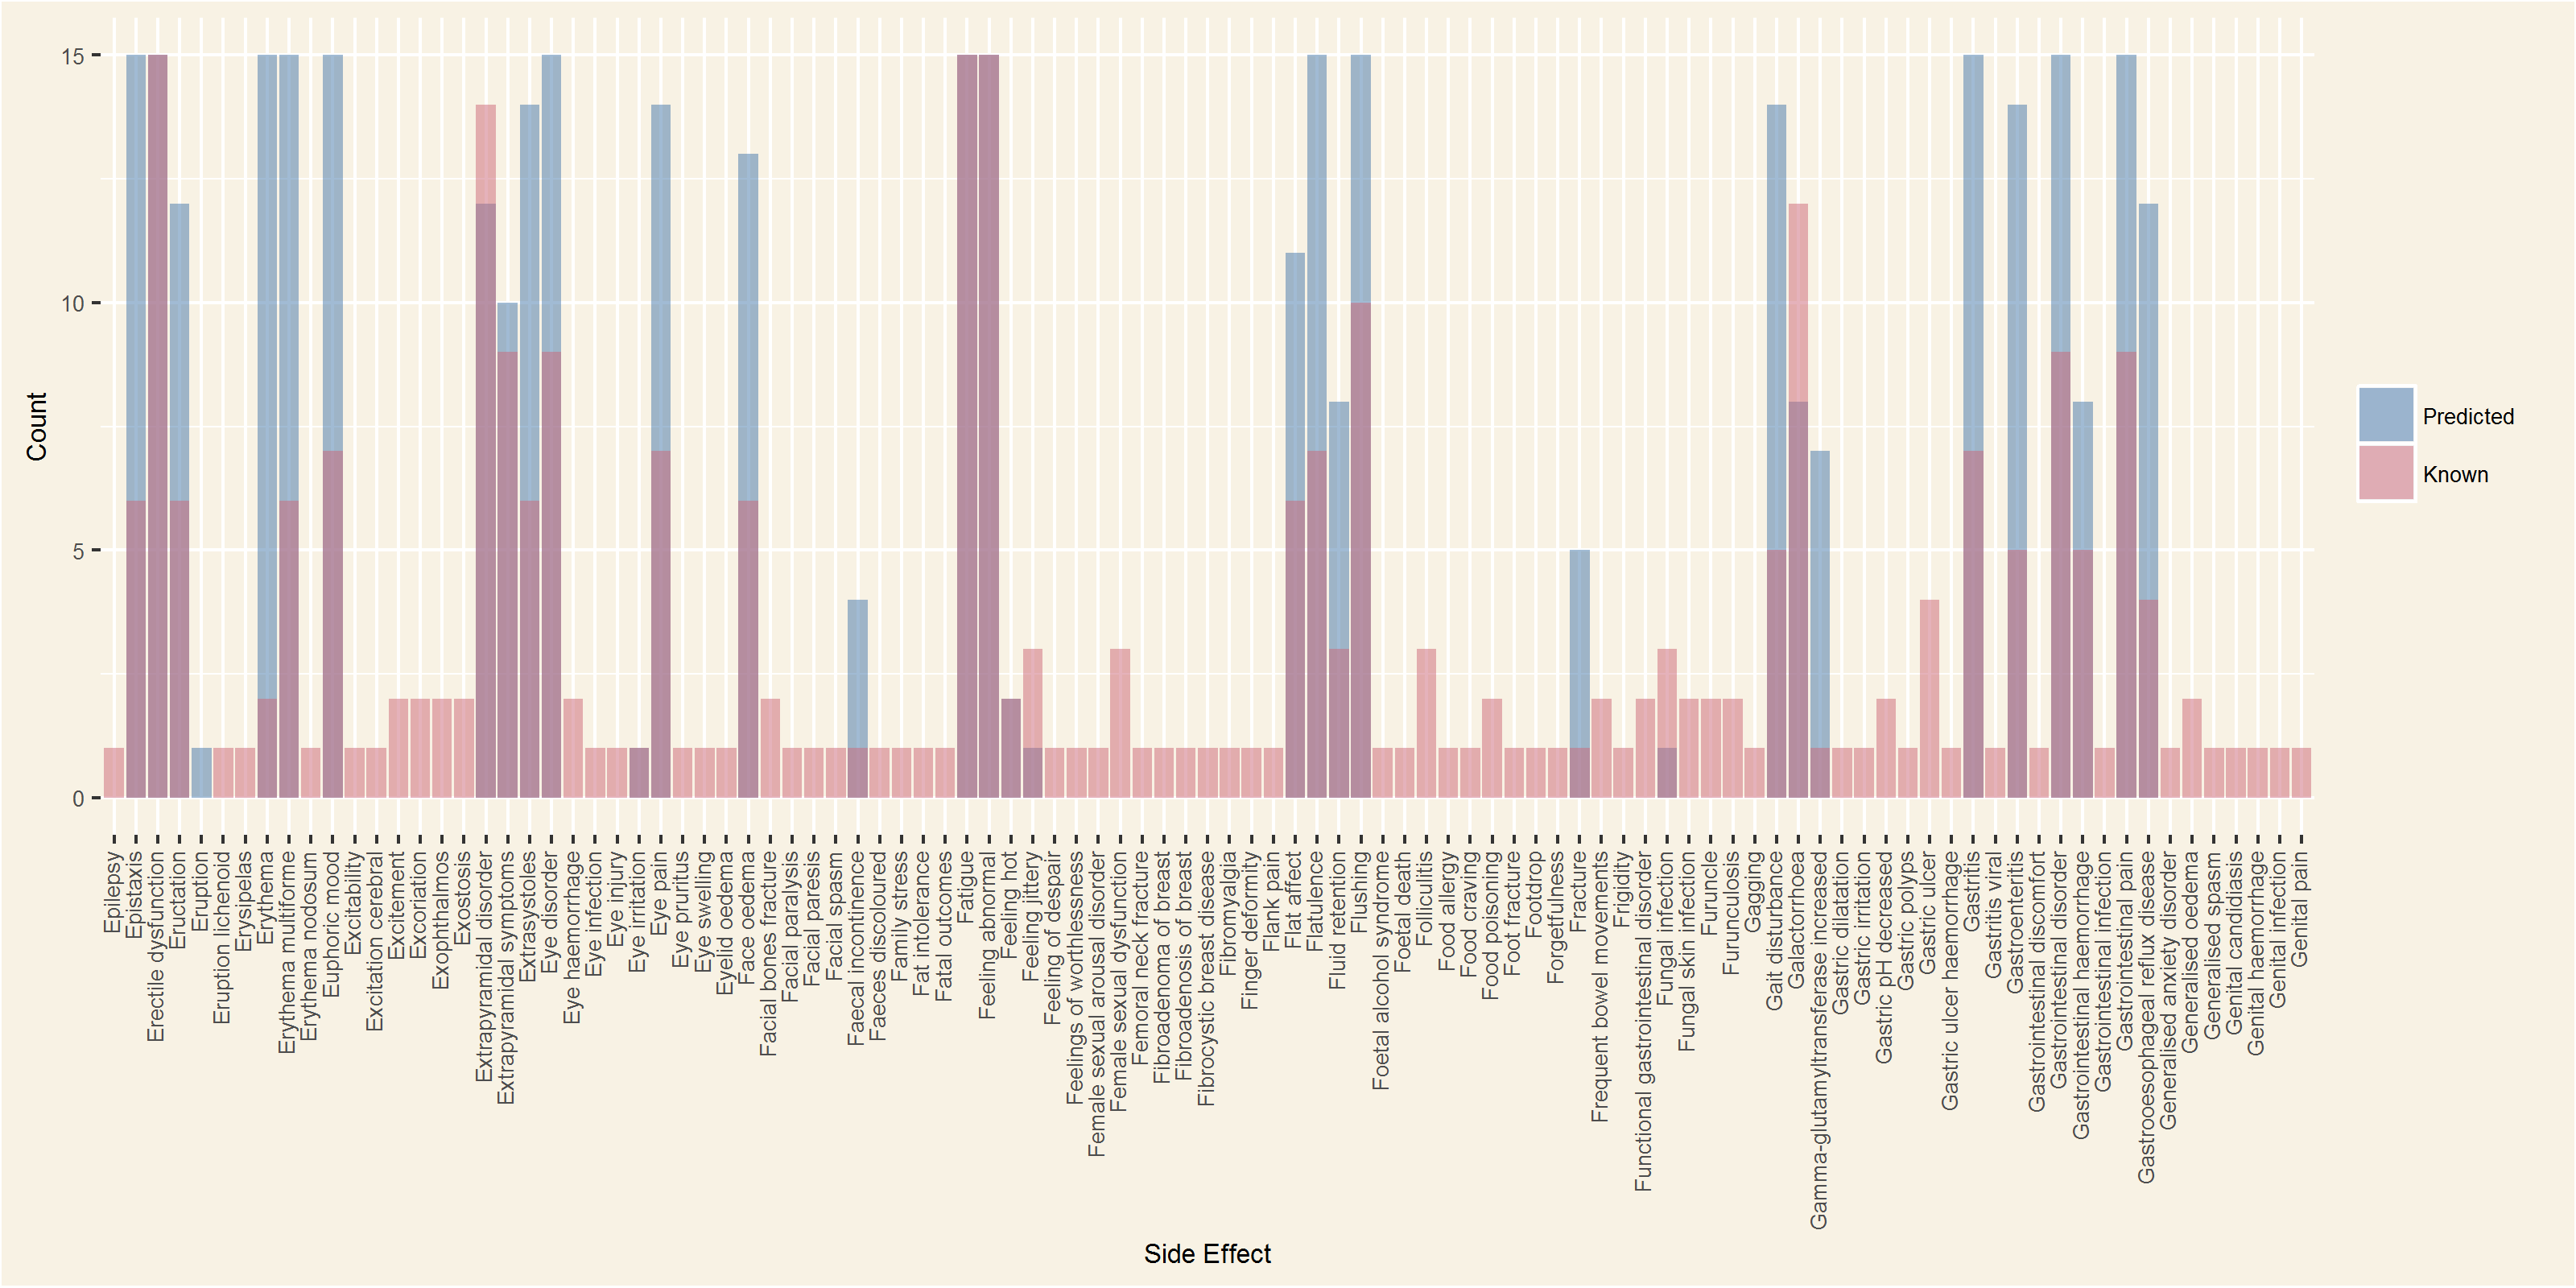 15
10
5
0
Count
Predicted
Known
Epilepsy
Epistaxis
Erectile dysfunction
Eructation
Eruption
Eruption lichenoid
Erysipelas
Erythema
Erythema multiforme
Erythema nodosum
Euphoric mood
Excitability
Excitation cerebral
Excitement
Excoriation
Exophthalmos
Exostosis
Extrapyramidal disorder
Extrapyramidal symptoms
Extrasystoles
Eye disorder
Eye haemorrhage
Eye infection
Eye injury
Eye irritation
Eye pain
Eye pruritus
Eye swelling
Eyelid oedema
Face oedema
Facial bones fracture
Facial paralysis
Facial paresis
Facial spasm
Faecal incontinence
Faeces discoloured
Family stress
Fat intolerance
Fatal outcomes
Fatigue
Feeling abnormal
Feeling hot
Feeling jittery
Feeling of despair
Feelings of worthlessness
Female sexual arousal disorder
Female sexual dysfunction
Femoral neck fracture
Fibroadenoma of breast
Fibroadenosis of breast
Fibrocystic breast disease
Fibromyalgia
Finger deformity
Flank pain
Flat affect
Flatulence
Fluid retention
Flushing
Foetal alcohol syndrome
Foetal death
Folliculitis
Food allergy
Food craving
Food poisoning
Foot fracture
Footdrop
Forgetfulness
Fracture
Frequent bowel movements
Frigidity
Functional gastrointestinal disorder
Fungal infection
Fungal skin infection
Furuncle
Furunculosis
Gagging
Gait disturbance
Galactorrhoea
Gamma-glutamyltransferase increased
Gastric dilatation
Gastric irritation
Gastric pH decreased
Gastric polyps
Gastric ulcer
Gastric ulcer haemorrhage
Gastritis
Gastritis viral
Gastroenteritis
Gastrointestinal discomfort
Gastrointestinal disorder
Gastrointestinal haemorrhage
Gastrointestinal infection
Gastrointestinal pain
Gastrooesophageal reflux disease
Generalised anxiety disorder
Generalised oedema
Generalised spasm
Genital candidiasis
Genital haemorrhage
Genital infection
Genital pain
Side Effect